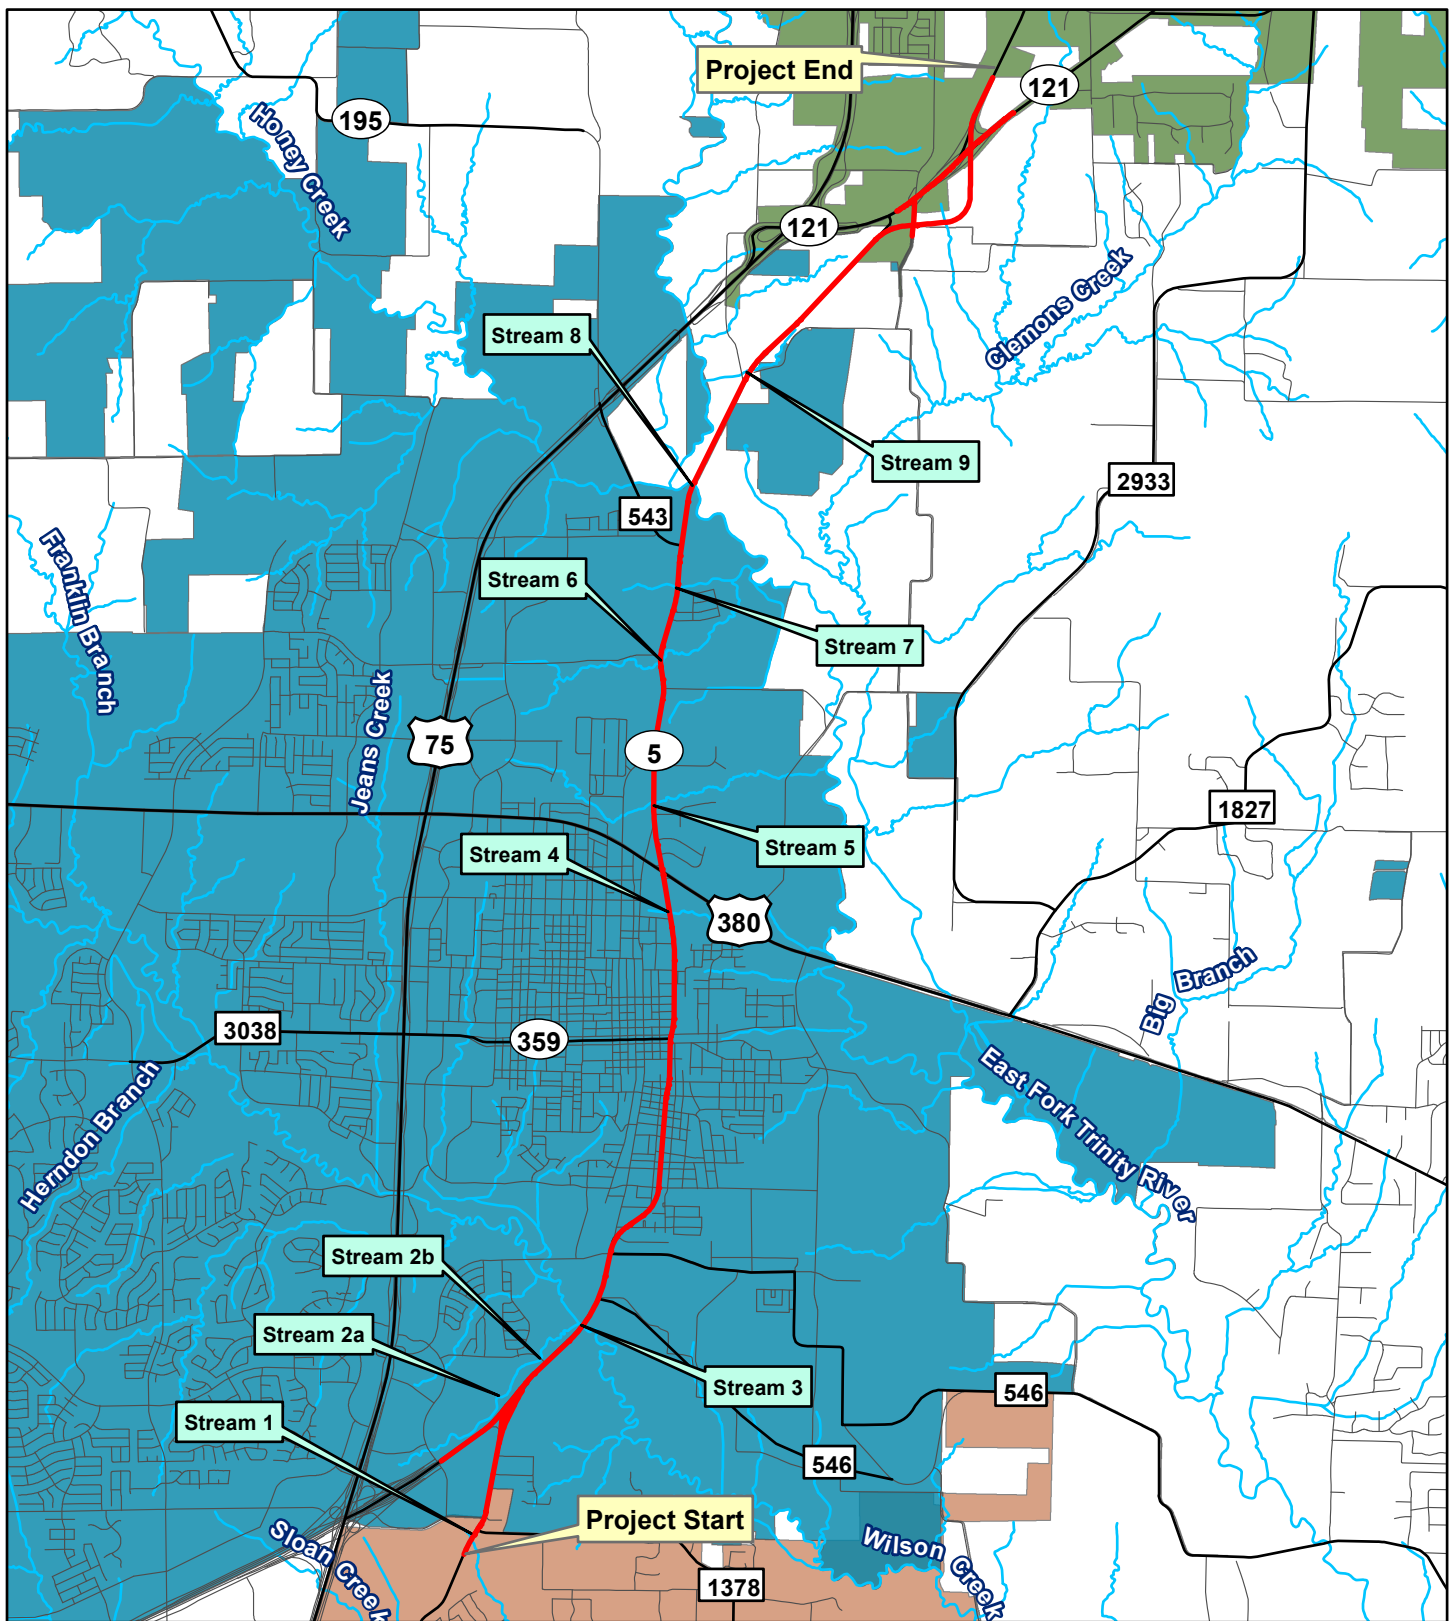 Project End
121
195
Honey Creek
121
Clemons Creek
Stream 8
Stream 9
2933
543
Franklin Branch
Stream 6
Stream 7
Jeans Creek
75
5
1827
Stream 4
Stream 5
380
Big Branch
3038
359
East Fork Trinity River
Herndon Branch
Stream 2b
Stream 2a
Stream 3
546
Stream 1
546
Project Start
Sloan Creek
Wilson Creek
1378